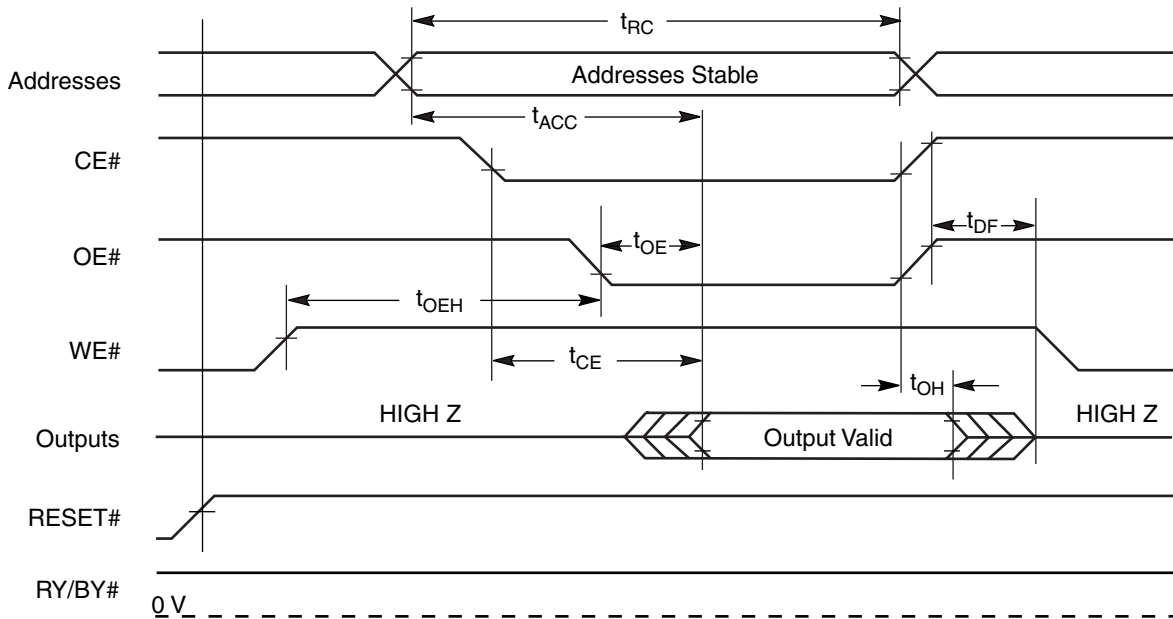 tRC
Addresses
Addresses Stable
tACC
CE#
tDF
OE#
tOE
tOEH
WE#
tCE
tOH
HIGH Z
HIGH Z
Outputs
Output Valid
RESET#
RY/BY#
0 V